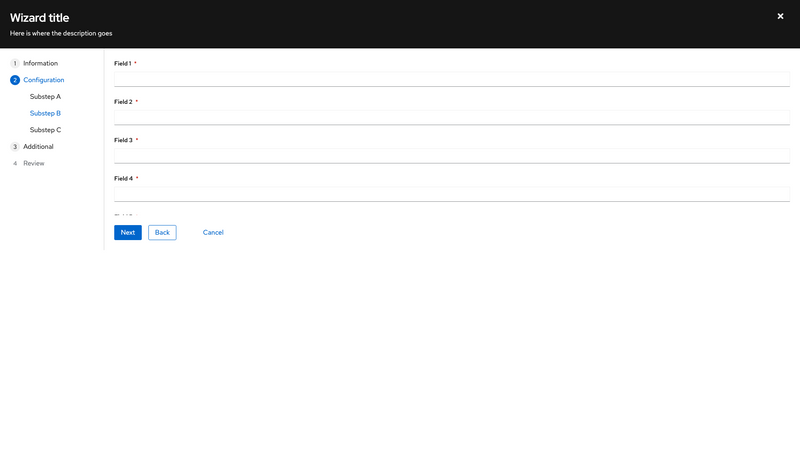 Wizard title
Here is where the description goes
1 Information
2 Configuration
Substep A
Substep B
Substep C
3 Additional
4 Review
Field 1 *
Field 2 *
Field 3 *
Field 4 *
Next Back Cancel